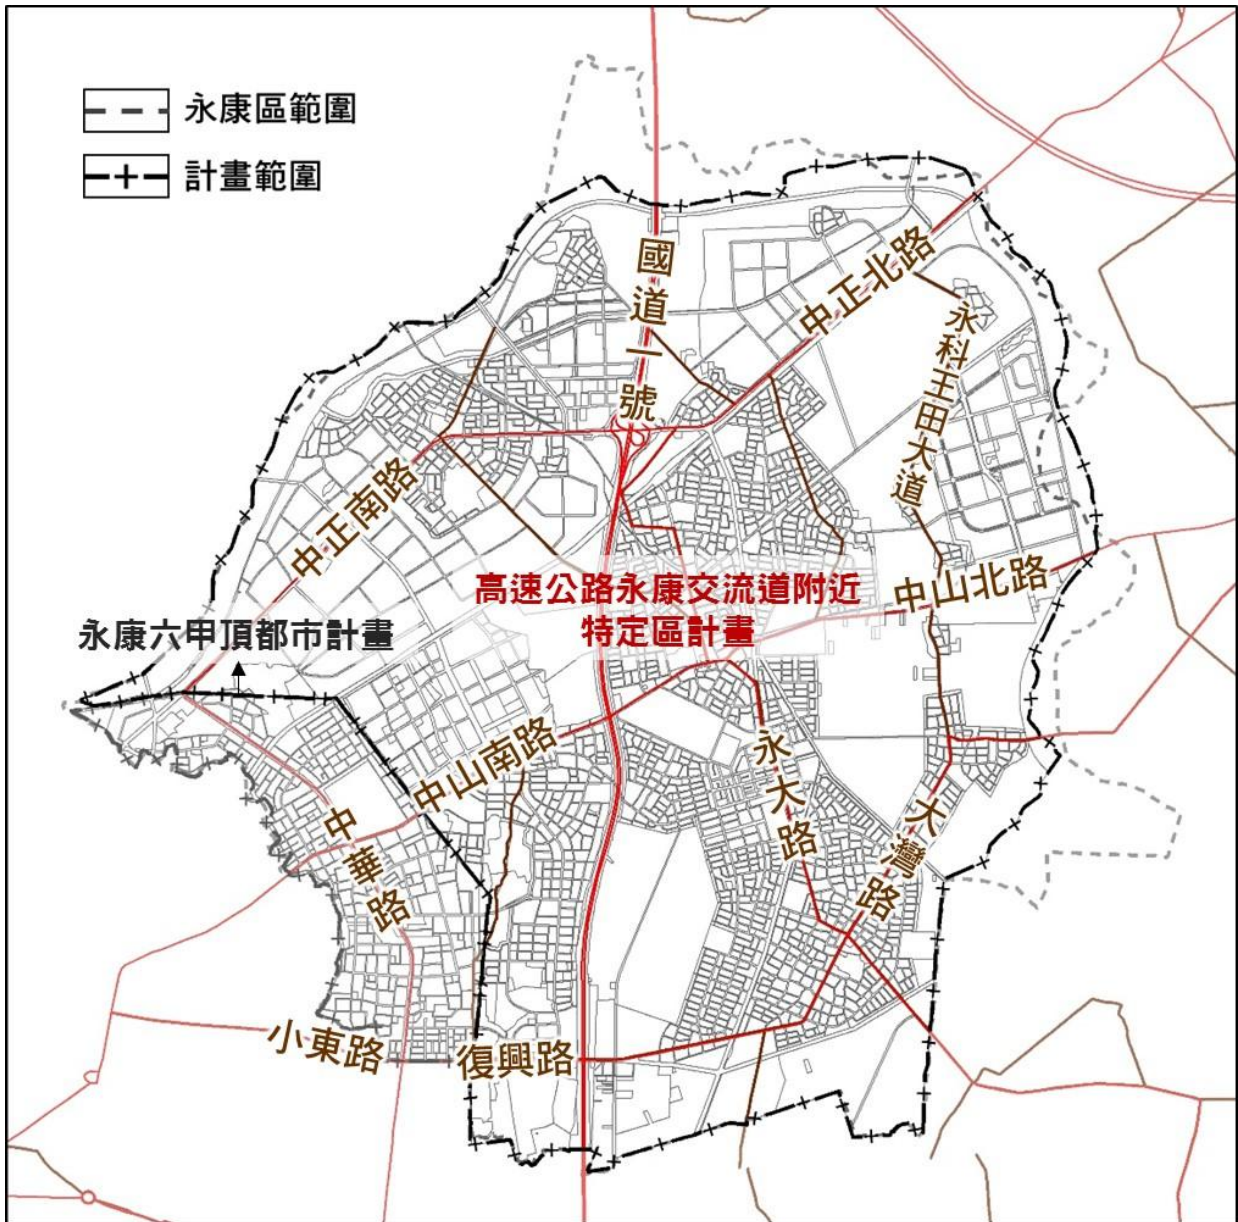 永康區範圍
計畫範圍
國道一號
中正北路
永科王田大道
中正南路
中山北路
高速公路永康交流道附近
特定區計畫
永康六甲頂都市計畫
中山南路
永大路
大灣路
中華路
小東路
復興路